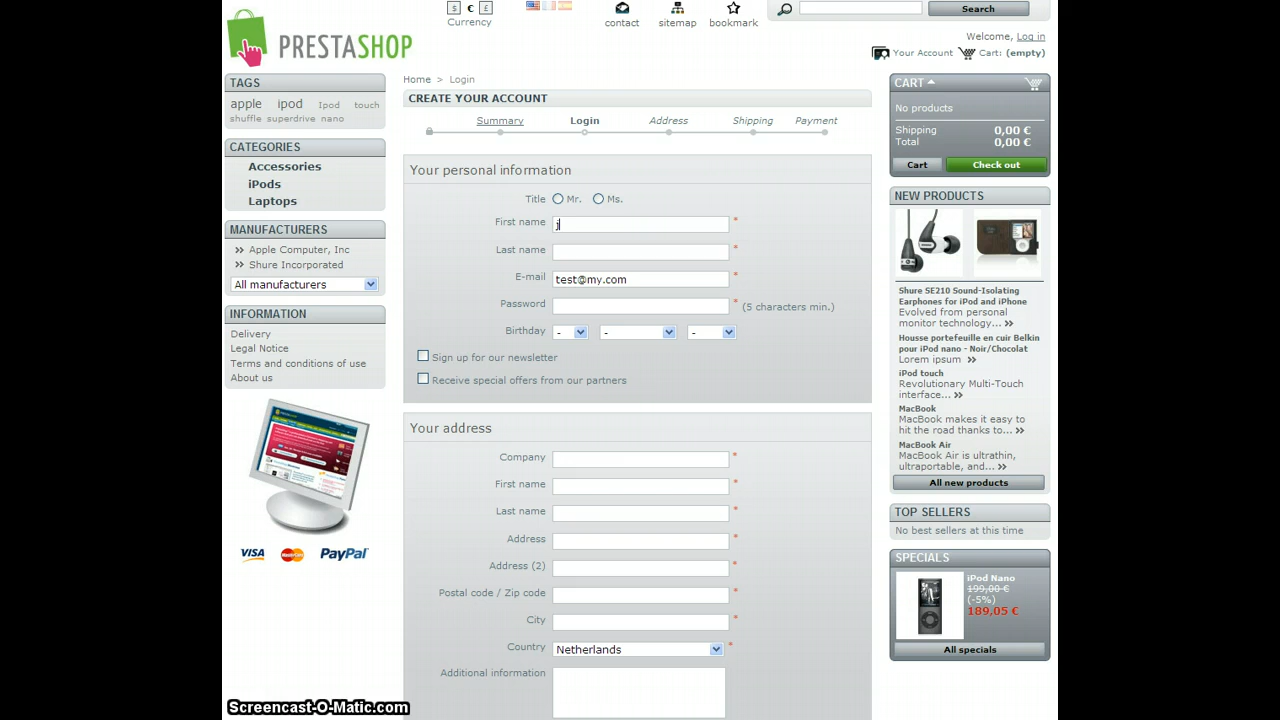 $ € £
Currency
contact
sitemap
bookmark
Search
PRESTASHOP
Welcome, Log in
Your Account Cart: (empty)
TAGS
apple ipod Ipod touch
shuffle superdrive nano
CATEGORIES
Accessories
iPods
Laptops
MANUFACTURERS
Apple Computer, Inc
Shure Incorporated
All manufacturers
INFORMATION
Delivery
Legal Notice
Terms and conditions of use
About us
VISA MasterCard PayPal
Home > Login
CREATE YOUR ACCOUNT
Summary Login Address Shipping Payment
Your personal information
Title Mr. Ms.
First name j *
Last name *
E-mail test@my.com *
Password * (5 characters min.)
Birthday - - -
Sign up for our newsletter
Receive special offers from our partners
Your address
Company *
First name *
Last name *
Address *
Address (2) *
Postal code / Zip code *
City *
Country Netherlands *
Additional information
CART
No products
Shipping 0,00 €
Total 0,00 €
Cart Check out
NEW PRODUCTS
Shure SE210 Sound-Isolating
Earphones for iPod and iPhone
Evolved from personal
monitor technology...
Housse portefeuille en cuir Belkin
pour iPod nano - Noir/Chocolat
Lorem ipsum
iPod touch
Revolutionary Multi-Touch
interface...
MacBook
MacBook makes it easy to
hit the road thanks to...
MacBook Air
MacBook Air is ultrathin,
ultraportable, and...
All new products
TOP SELLERS
No best sellers at this time
SPECIALS
iPod Nano
199,00 €
(-5%)
189,05 €
All specials
Screencast-O-Matic.com